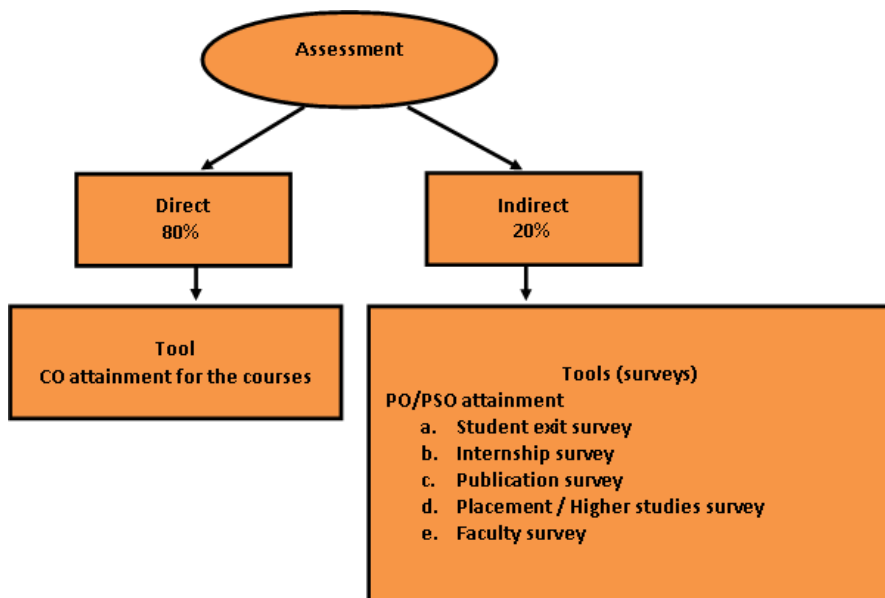 Assessment
Direct
80%
Indirect
20%
Tool
CO attainment for the courses
Tools (surveys)
PO/PSO attainment
a. Student exit survey
b. Internship survey
c. Publication survey
d. Placement / Higher studies survey
e. Faculty survey